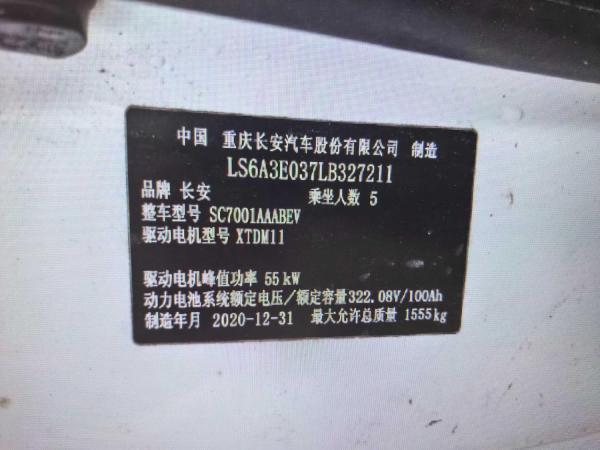 中国 重庆长安汽车股份有限公司 制造
LS6A3E037LB327211
品牌 长安 乘坐人数 5
整车型号 SC7001AAABEV
驱动电机型号 XTDM11
驱动电机峰值功率 55kW
动力电池系统额定电压/额定容量322.08V/100Ah
制造年月 2020-12-31 最大允许总质量 1555kg